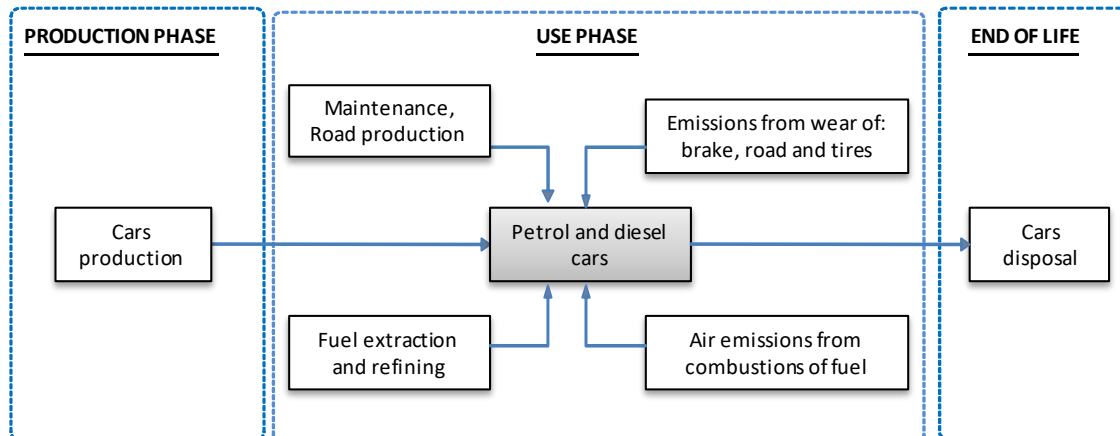 PRODUCTION PHASE
USE PHASE
END OF LIFE
Maintenance,
Road production
Emissions from wear of:
brake, road and tires
Cars
production
Petrol and diesel
cars
Cars
disposal
Fuel extraction
and refining
Air emissions from
combustions of fuel